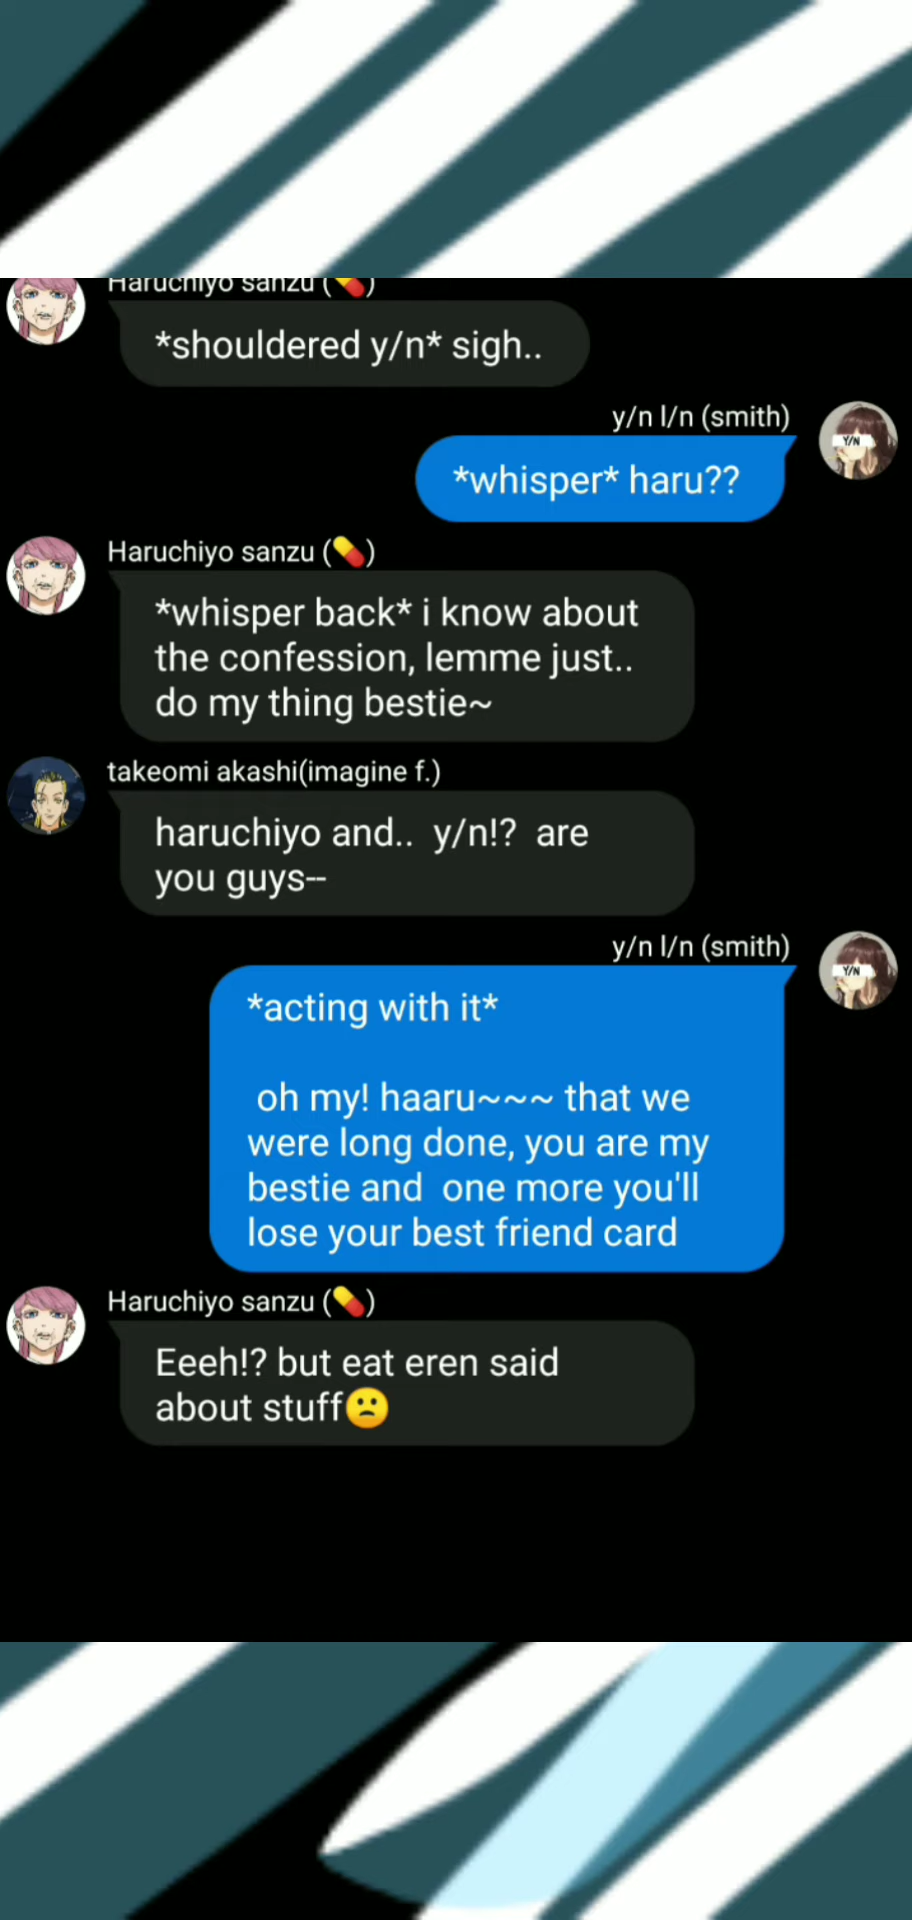 Haruchiyo sanzu (💊)
*shouldered y/n* sigh..
y/n l/n (smith)
Y/N
*whisper* haru??
Haruchiyo sanzu (💊)
*whisper back* i know about
the confession, lemme just..
do my thing bestie~
takeomi akashi(imagine f.)
haruchiyo and..  y/n!?  are
you guys--
y/n l/n (smith)
Y/N
*acting with it*
oh my! haaru~~~ that we
were long done, you are my
bestie and  one more you'll
lose your best friend card
Haruchiyo sanzu (💊)
Eeeh!? but eat eren said
about stuff🙁